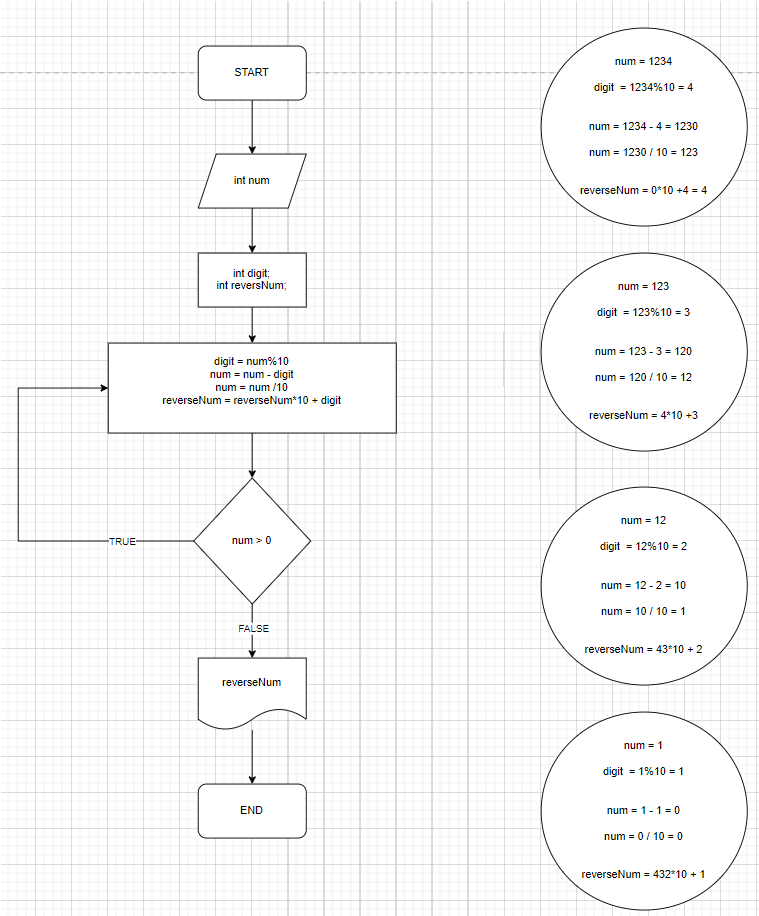 START
int num
int digit;
int reversNum;
digit = num%10
num = num - digit
num = num /10
reverseNum = reverseNum*10 + digit
num > 0
TRUE
FALSE
reverseNum
END
num = 1234
digit  = 1234%10 = 4
num = 1234 - 4 = 1230
num = 1230 / 10 = 123
reverseNum = 0*10 +4 = 4
num = 123
digit  = 123%10 = 3
num = 123 - 3 = 120
num = 120 / 10 = 12
reverseNum = 4*10 +3
num = 12
digit  = 12%10 = 2
num = 12 - 2 = 10
num = 10 / 10 = 1
reverseNum = 43*10 + 2
num = 1
digit  = 1%10 = 1
num = 1 - 1 = 0
num = 0 / 10 = 0
reverseNum = 432*10 + 1